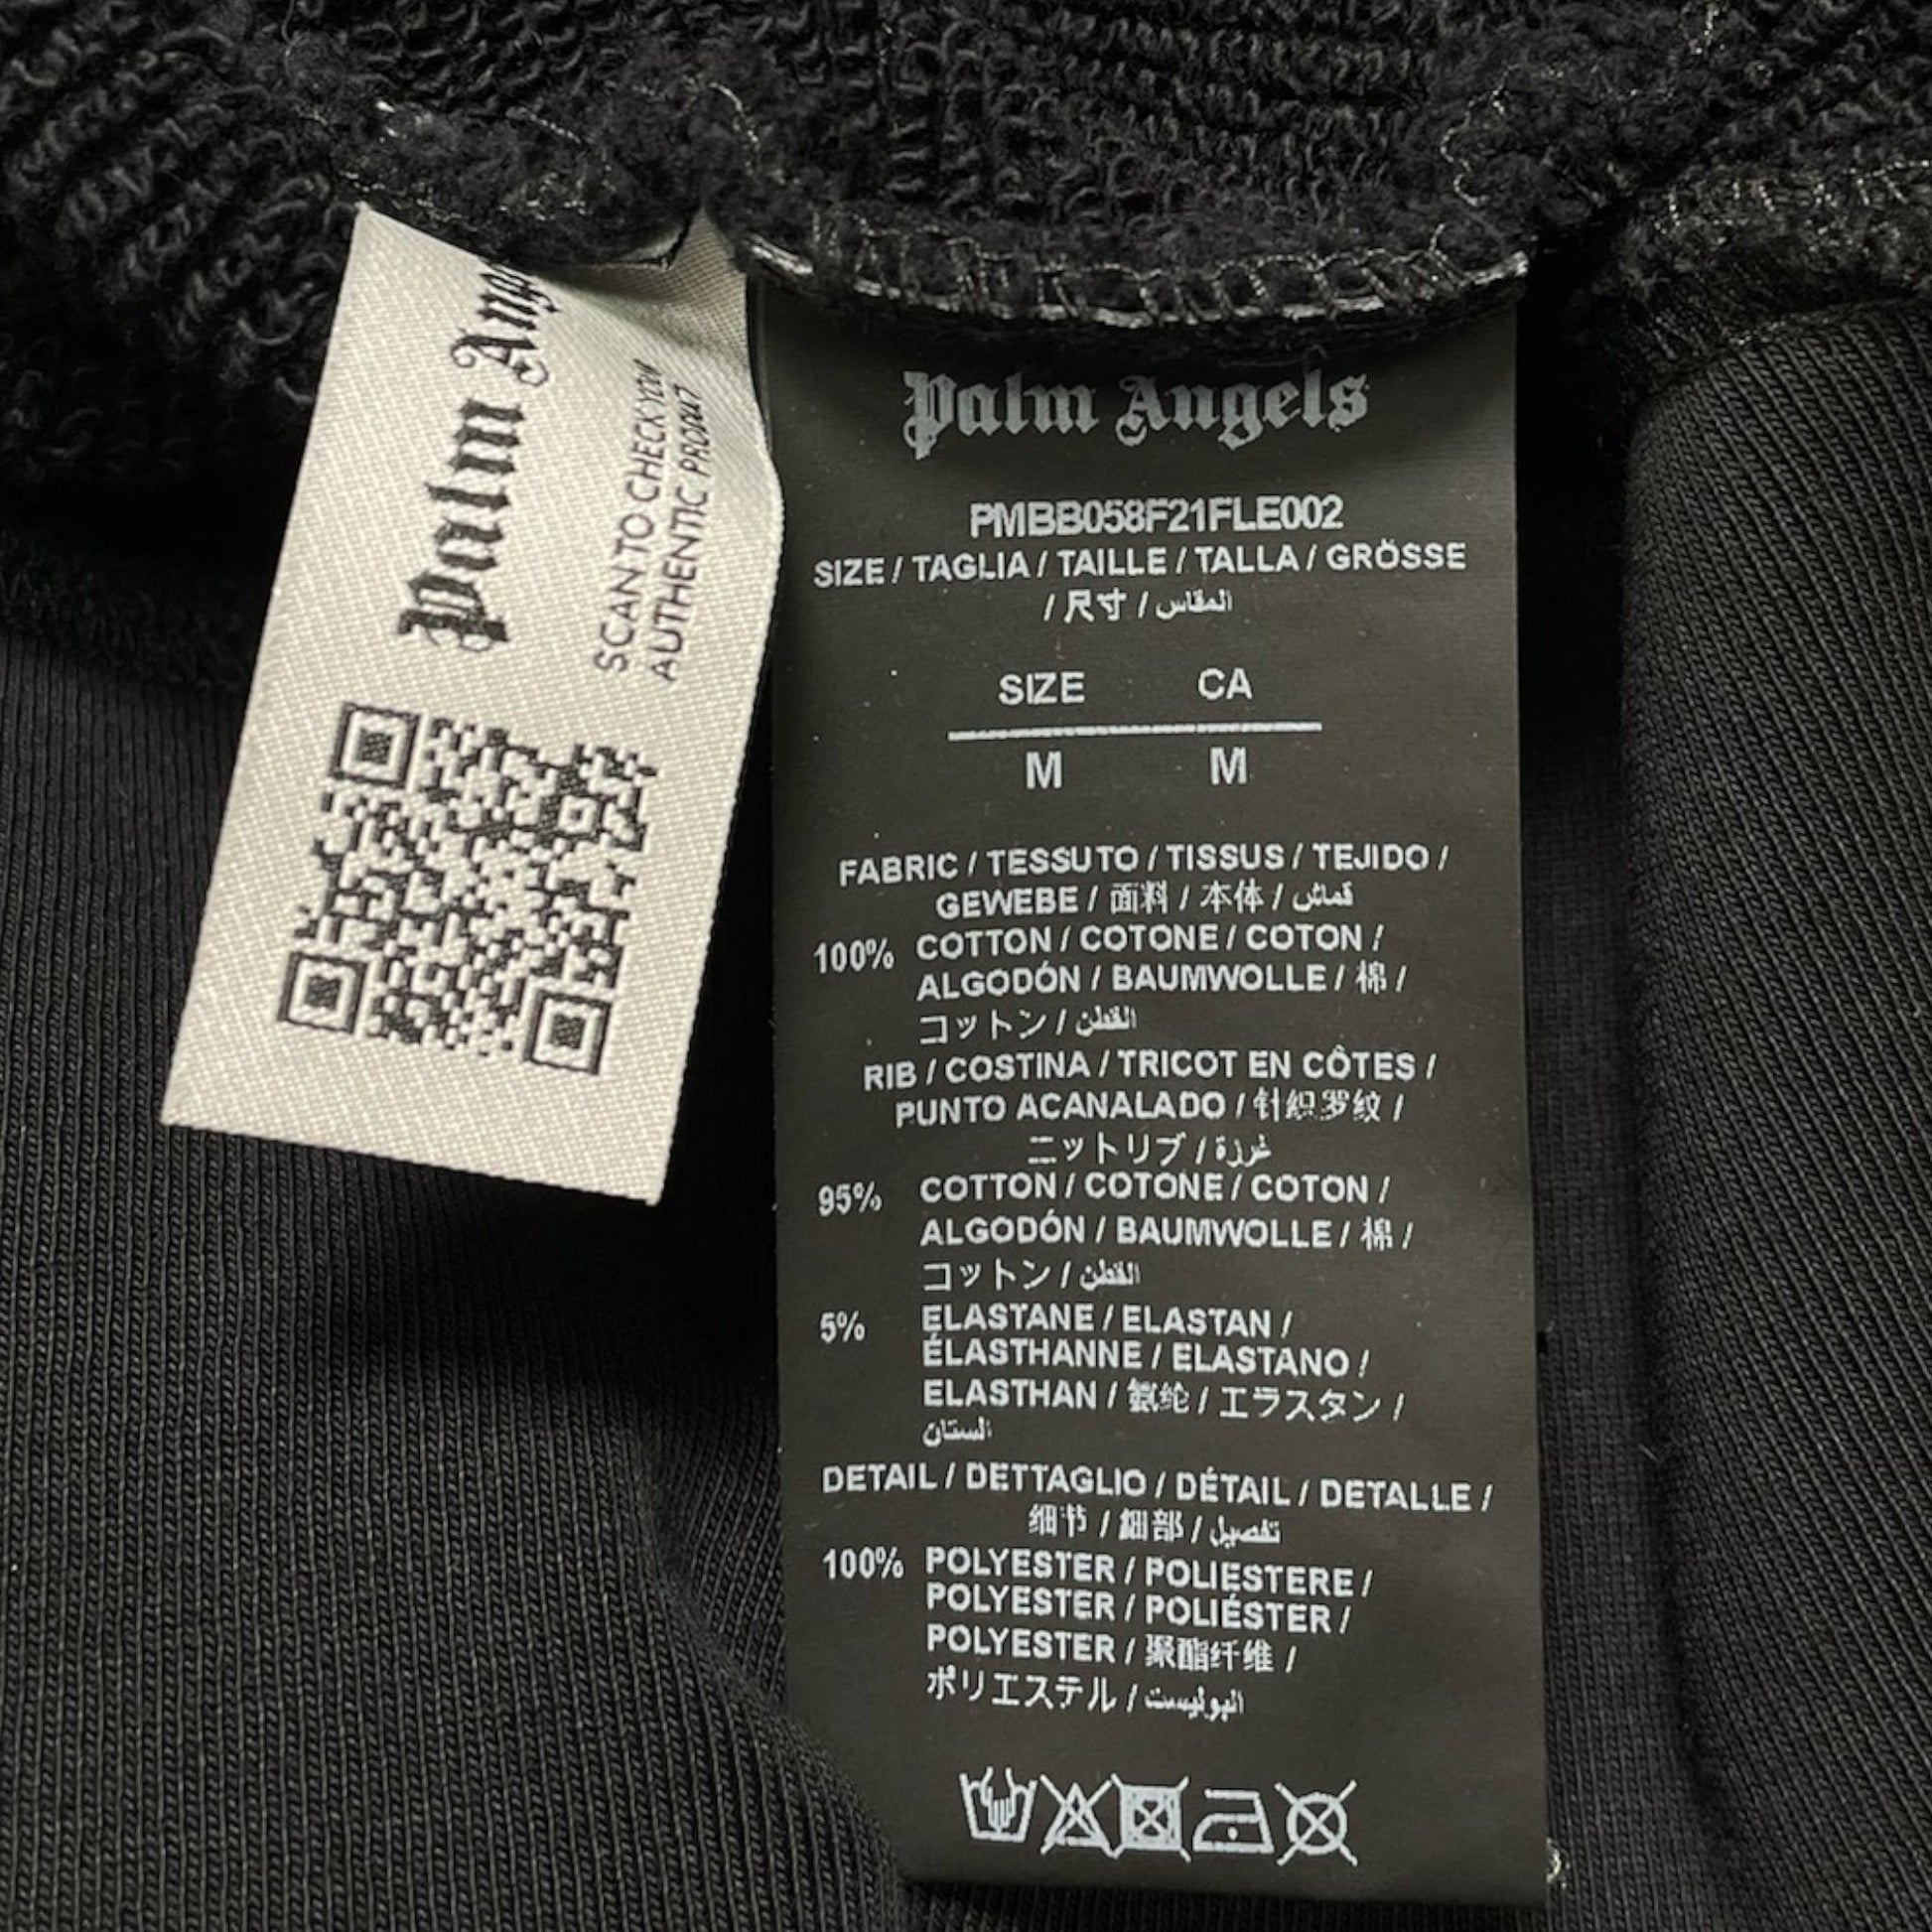 Palm
SCAN TO CHECK YOUR
AUTHENTIC PRODUCT
Palm Angels
PMBB058F21FLE002
SIZE / TAGLIA / TAILLE / TALLA / GRÖSSE
/ 尺寸 / المقاس
SIZE CA
M M
FABRIC / TESSUTO / TISSUS / TEJIDO /
GEWEBE / 面料 / 本体 / قماش
100% COTTON / COTONE / COTON /
ALGODÓN / BAUMWOLLE / 棉 /
コットン / القطن
RIB / COSTINA / TRICOT EN CÔTES /
PUNTO ACANALADO / 针织罗纹 /
ニットリブ / غرزة
95% COTTON / COTONE / COTON /
ALGODÓN / BAUMWOLLE / 棉 /
コットン / القطن
5% ELASTANE / ELASTAN /
ÉLASTHANNE / ELASTANO /
ELASTHAN / 氨纶 / エラスタン /
الستان
DETAIL / DETTAGLIO / DÉTAIL / DETALLE /
细节 / 細部 / تفصيل
100% POLYESTER / POLIESTERE /
POLYESTER / POLIÉSTER /
POLYESTER / 聚酯纤维 /
ポリエステル / البوليست